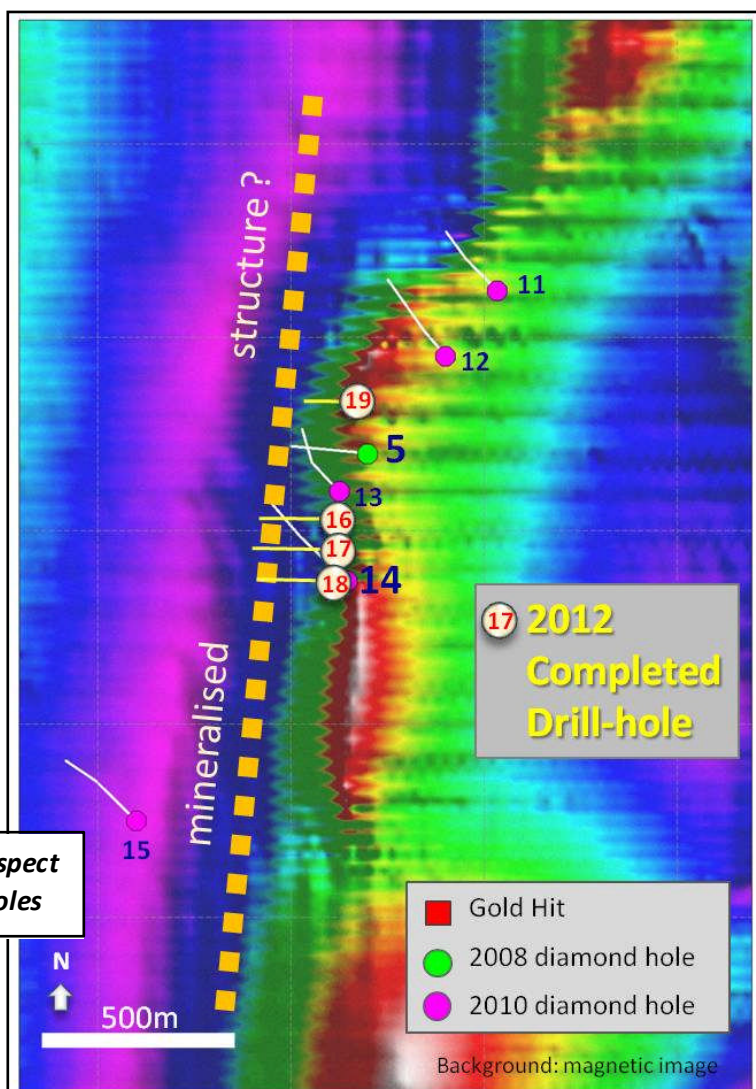 structure ?
11
12
19
5
13
16
17
18
14
17 2012
Completed
Drill-hole
mineralised
15
spect
oles
N
500m
Gold Hit
2008 diamond hole
2010 diamond hole
Background: magnetic image